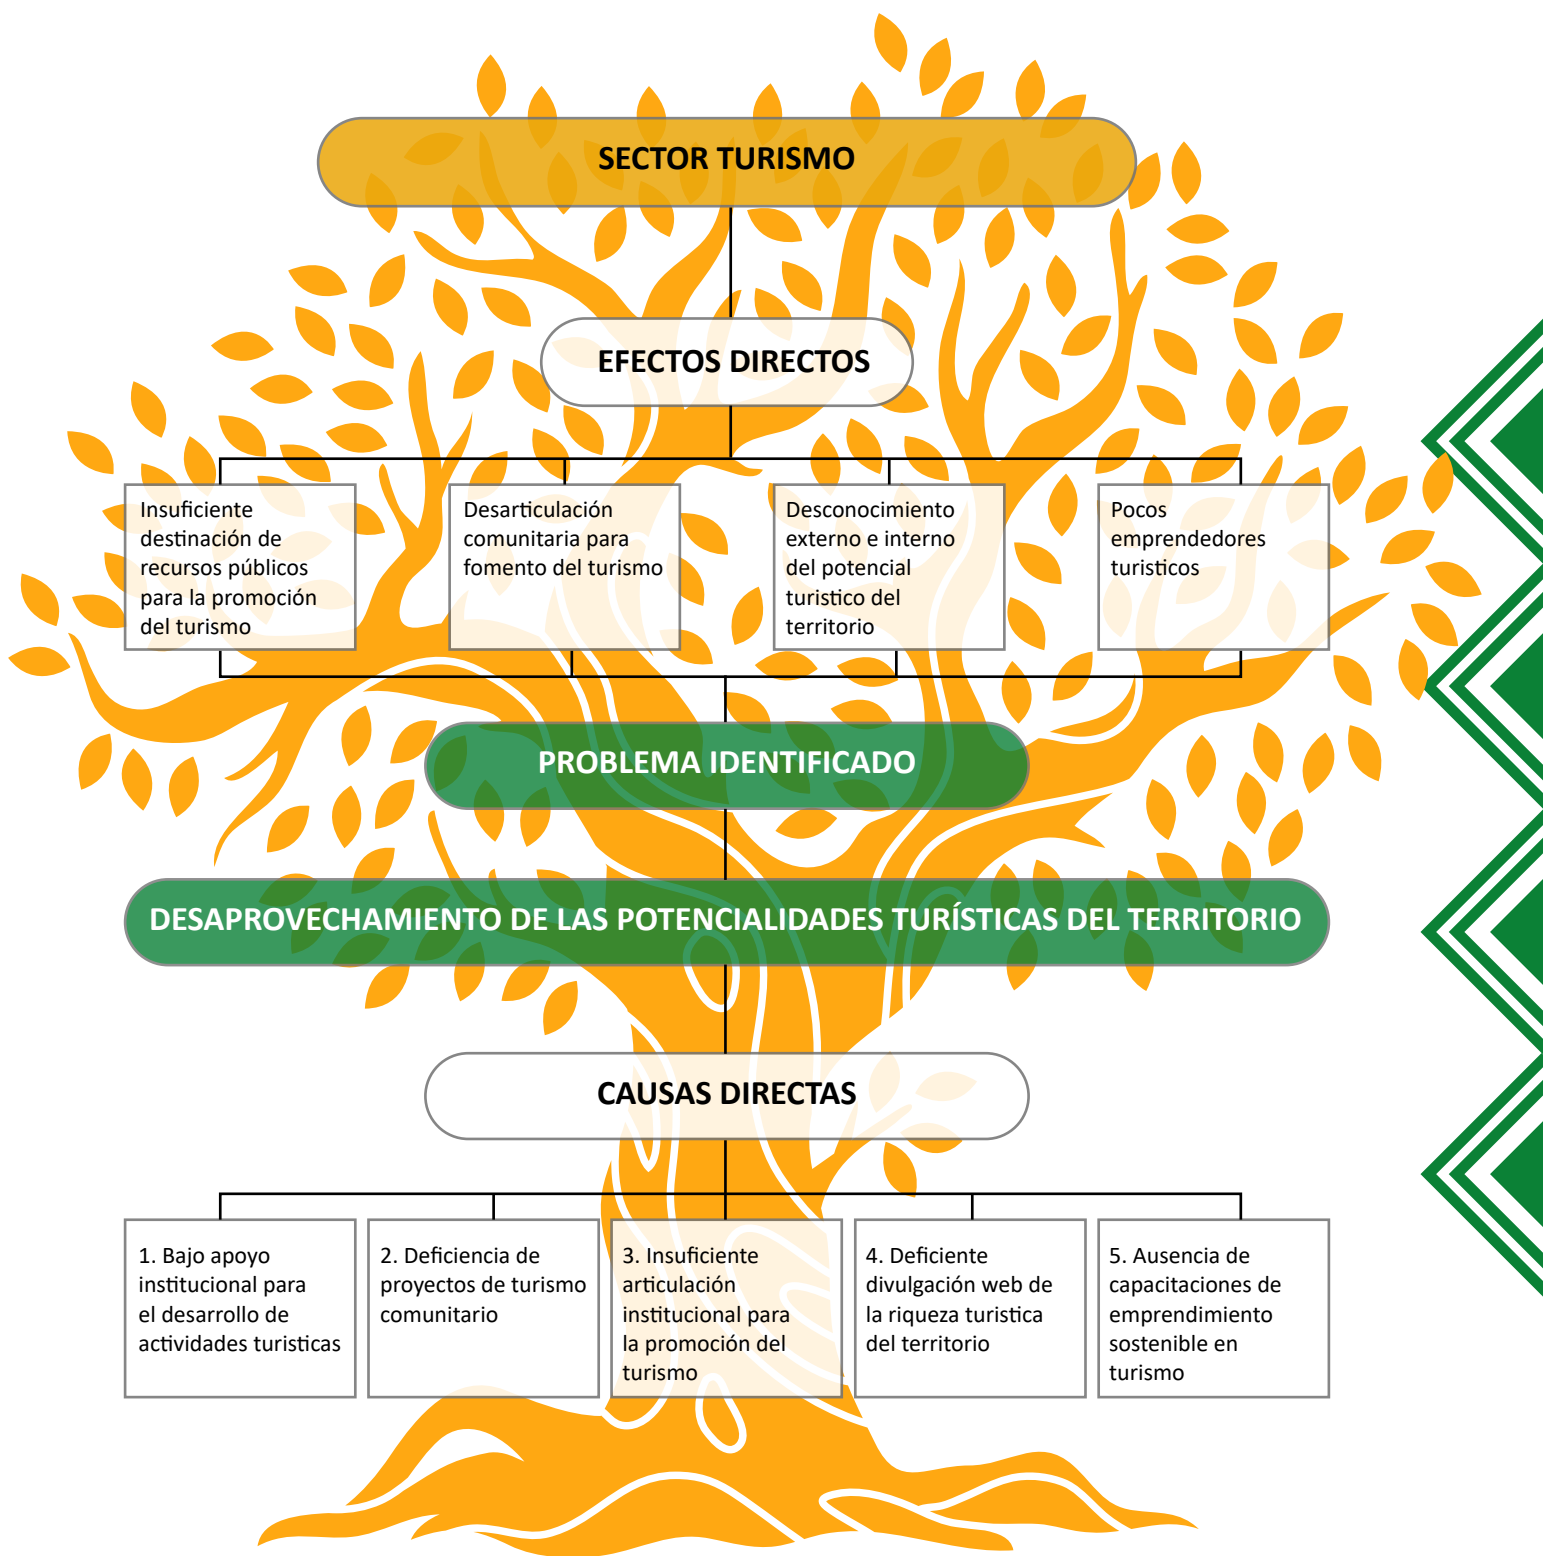 SECTOR TURISMO
EFECTOS DIRECTOS
Insuficiente
destinación de
recursos públicos
para la promoción
del turismo
Desarticulación
comunitaria para
fomento del turismo
Desconocimiento
externo e interno
del potencial
turistico del
territorio
Pocos
emprendedores
turisticos
PROBLEMA IDENTIFICADO
DESAPROVECHAMIENTO DE LAS POTENCIALIDADES TURÍSTICAS DEL TERRITORIO
CAUSAS DIRECTAS
1. Bajo apoyo
institucional para
el desarrollo de
actividades turisticas
2. Deficiencia de
proyectos de turismo
comunitario
3. Insuficiente
articulación
institucional para
la promoción del
turismo
4. Deficiente
divulgación web de
la riqueza turistica
del territorio
5. Ausencia de
capacitaciones de
emprendimiento
sostenible en
turismo